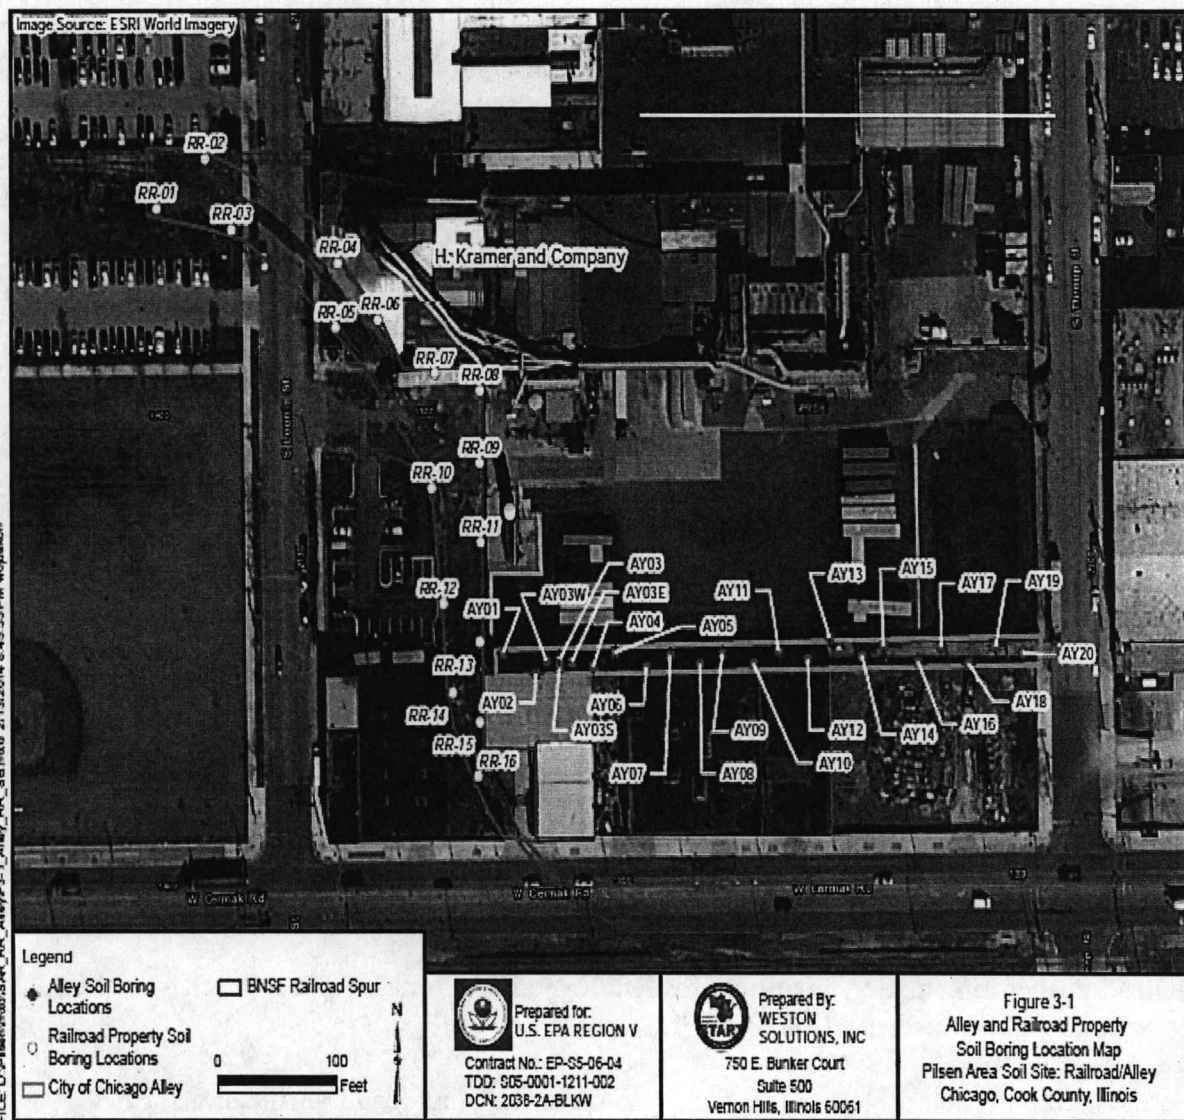 Image Source: ESRI World Imagery
RR-02
RR-01
RR-03
RR-04
H. Kramer and Company
RR-06
RR-05
RR-07
RR-08
S Loomis St
S Throop St
RR-09
RR-10
RR-11
RR-12
AY01
AY03W
AY03
AY03E
AY04
AY05
AY11
AY13
AY15
AY17
AY19
AY20
RR-13
AY02
AY03S
AY06
AY09
AY12
AY14
AY16
AY18
RR-14
RR-15
RR-16
AY07
AY08
AY10
W Cermak Rd
W Cermak Rd
W Cermak Rd
Legend
Alley Soil Boring
Locations
Railroad Property Soil
Boring Locations
City of Chicago Alley
BNSF Railroad Spur
N
0 100
Feet
Prepared for:
U.S. EPA REGION V
Contract No.: EP-S5-06-04
TDD: S05-0001-1211-002
DCN: 2036-2A-BLKW
START
Prepared By:
WESTON
SOLUTIONS, INC
750 E. Bunker Court
Suite 500
Vernon Hills, Illinois 60061
Figure 3-1
Alley and Railroad Property
Soil Boring Location Map
Pilsen Area Soil Site: Railroad/Alley
Chicago, Cook County, Illinois